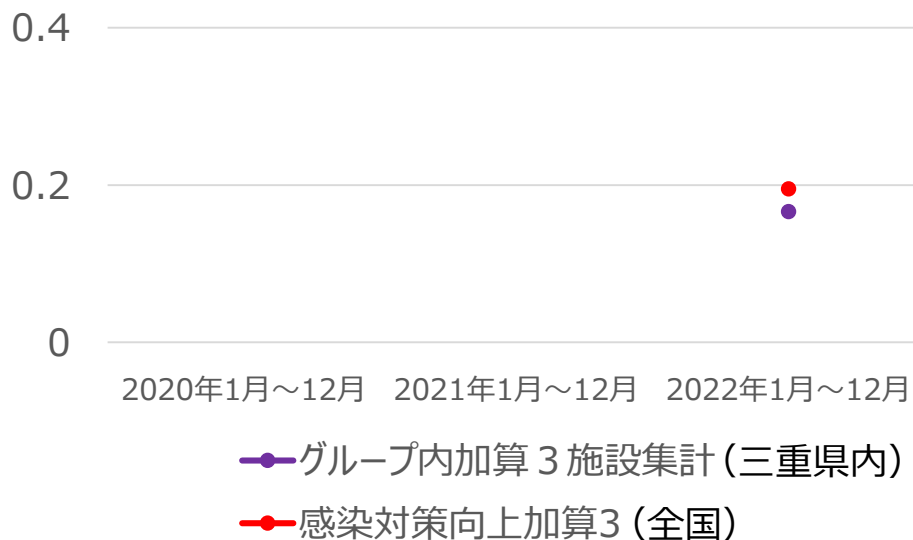 0.4
0.2
0
2020年1月～12月 2021年1月～12月 2022年1月～12月
グループ内加算３施設集計(三重県内)
感染対策向上加算3 (全国)